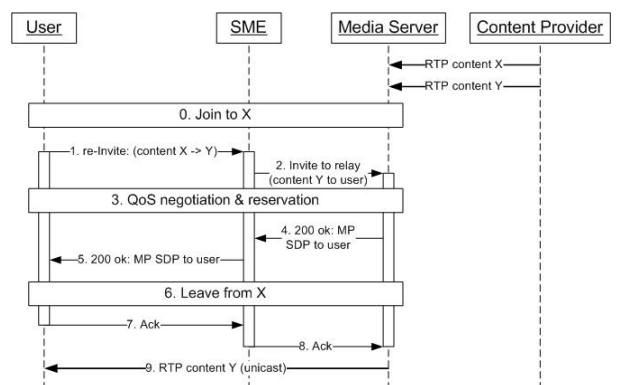 User
SME
Media Server
Content Provider
RTP content X
RTP content Y
0. Join to X
1. re-Invite: (content X -> Y)
2. Invite to relay
(content Y to user)
3. QoS negotiation & reservation
4. 200 ok: MP
SDP to user
5. 200 ok: MP SDP to user
6. Leave from X
7. Ack
8. Ack
9. RTP content Y (unicast)